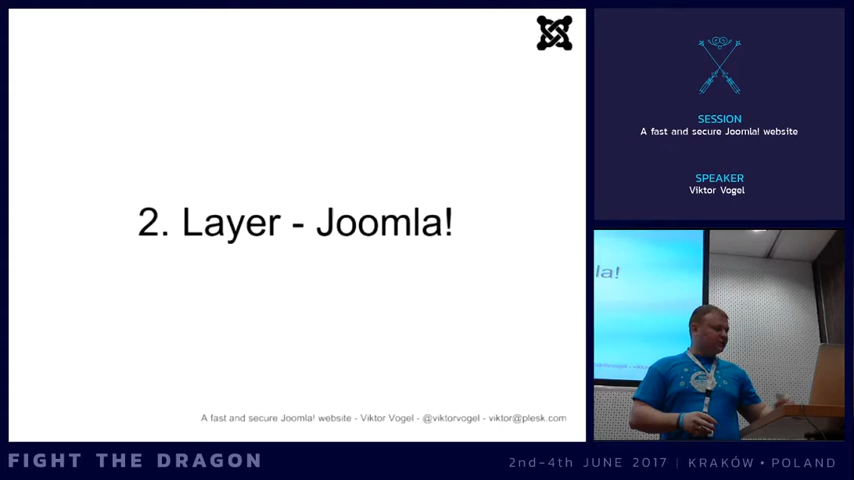 2. Layer - Joomla!
A fast and secure Joomla! website - Viktor Vogel - @viktorvogel - viktor@plesk.com
SESSION
A fast and secure Joomla! website
SPEAKER
Viktor Vogel
la!
FIGHT THE DRAGON
2nd-4th JUNE 2017 | KRAKÓW • POLAND